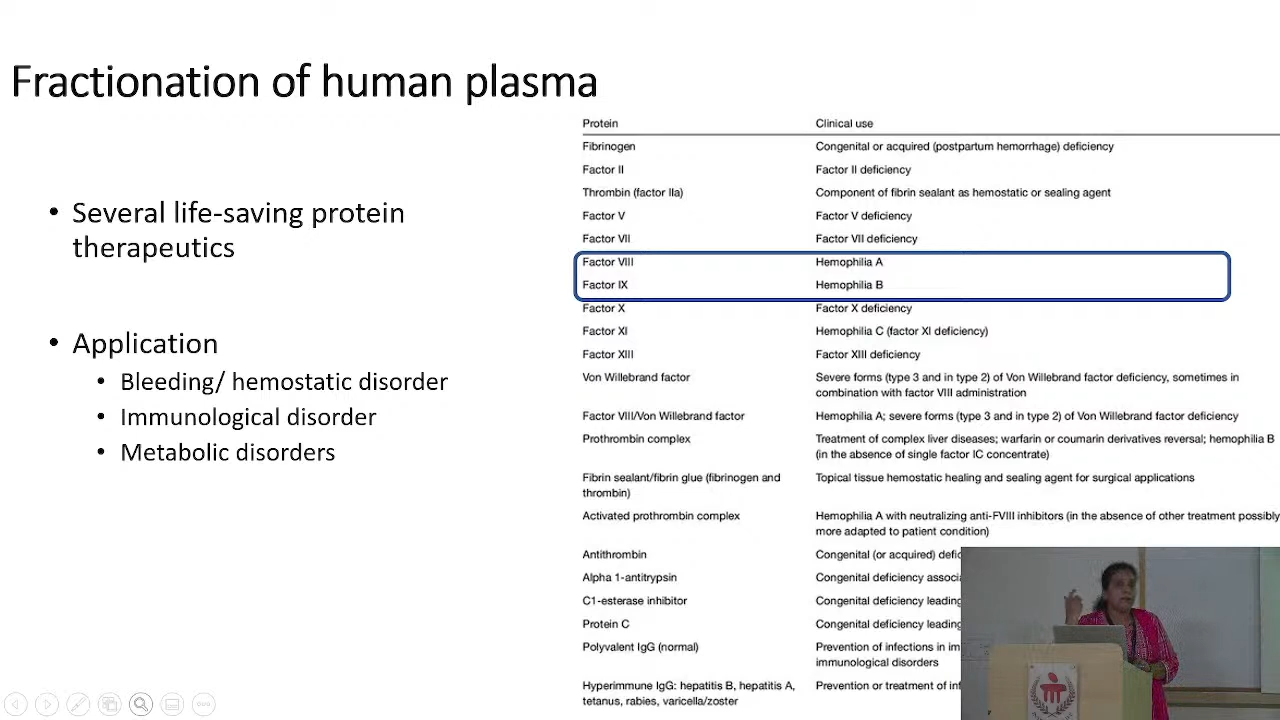 Fractionation of human plasma
• Several life-saving protein
therapeutics
• Application
• Bleeding/ hemostatic disorder
• Immunological disorder
• Metabolic disorders
Protein Clinical use
Fibrinogen Congenital or acquired (postpartum hemorrhage) deficiency
Factor II Factor II deficiency
Thrombin (factor IIa) Component of fibrin sealant as hemostatic or sealing agent
Factor V Factor V deficiency
Factor VII Factor VII deficiency
Factor VIII Hemophilia A
Factor IX Hemophilia B
Factor X Factor X deficiency
Factor XI Hemophilia C (factor XI deficiency)
Factor XIII Factor XIII deficiency
Von Willebrand factor Severe forms (type 3 and in type 2) of Von Willebrand factor deficiency, sometimes in
combination with factor VIII administration
Factor VIII/Von Willebrand factor Hemophilia A; severe forms (type 3 and in type 2) of Von Willebrand factor deficiency
Prothrombin complex Treatment of complex liver diseases; warfarin or coumarin derivatives reversal; hemophilia B
(in the absence of single factor IC concentrate)
Fibrin sealant/fibrin glue (fibrinogen and Topical tissue hemostatic healing and sealing agent for surgical applications
thrombin)
Activated prothrombin complex Hemophilia A with neutralizing anti-FVIII inhibitors (in the absence of other treatment possibly
more adapted to patient condition)
Antithrombin Congenital (or acquired)
Alpha 1-antitrypsin Congenital deficiency
C1-esterase inhibitor Congenital deficiency leading
Protein C Congenital deficiency leading
Polyvalent IgG (normal) Prevention of infections in
immunological disorders
Hyperimmune IgG: hepatitis B, hepatitis A, Prevention or treatment of
tetanus, rabies, varicella/zoster